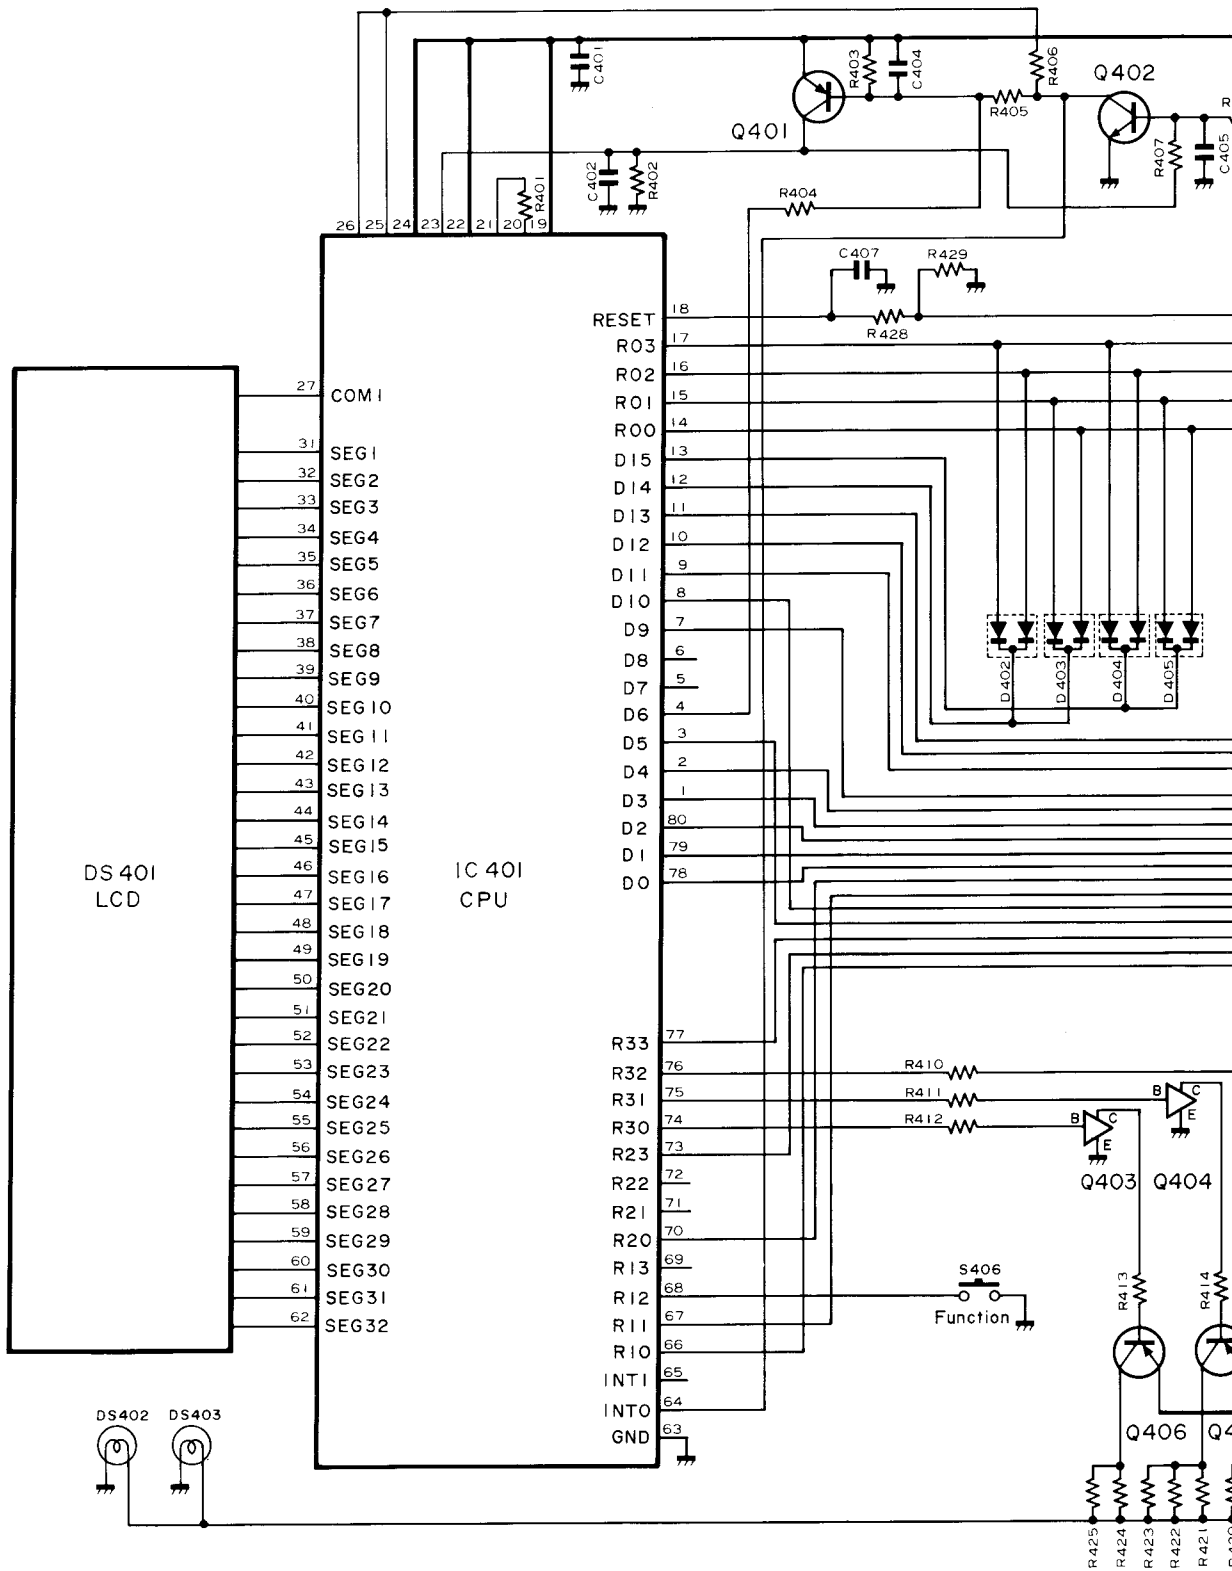 C401
R403
C404
R406
Q402
Q401
R405
R
R407
C405
C402
R402
R401
R404
26 25 24 23 22 21 20 19
C407
R429
R428
RESET 18
R03 17
R02 16
R01 15
R00 14
D15 13
D14 12
D13 11
D12 10
D11 9
D10 8
D9 7
D8 6
D7 5
D6 4
D5 3
D4 2
D3 1
D2 80
D1 79
D0 78
D402
D403
D404
D405
27 COM1
31 SEG1
32 SEG2
33 SEG3
34 SEG4
35 SEG5
36 SEG6
37 SEG7
38 SEG8
39 SEG9
40 SEG10
41 SEG11
42 SEG12
43 SEG13
44 SEG14
45 SEG15
46 SEG16
47 SEG17
48 SEG18
49 SEG19
50 SEG20
51 SEG21
52 SEG22
53 SEG23
54 SEG24
55 SEG25
56 SEG26
57 SEG27
58 SEG28
59 SEG29
60 SEG30
61 SEG31
62 SEG32
DS401
LCD
IC401
CPU
R33 77
R32 76
R31 75
R30 74
R23 73
R22 72
R21 71
R20 70
R13 69
R12 68
R11 67
R10 66
INT1 65
INT0 64
GND 63
R410
R411
R412
B C
E
B C
E
Q403 Q404
S406
Function
R413
R414
Q406 Q4
DS402 DS403
R425
R424
R423
R422
R421
R420